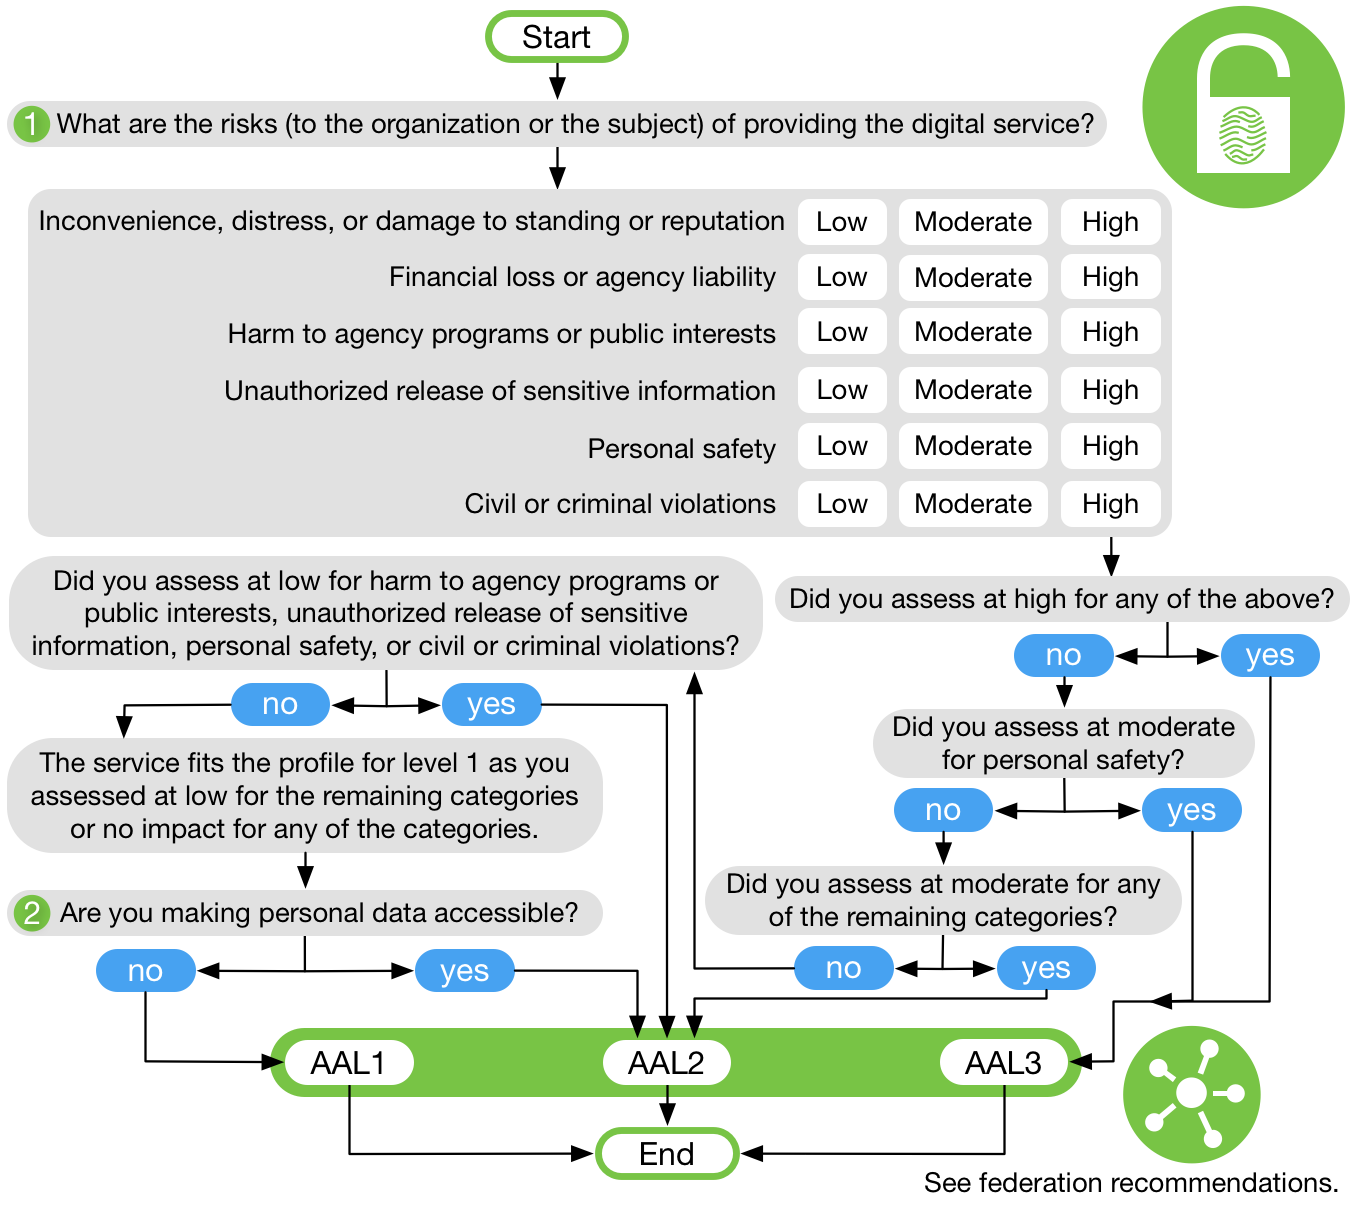 Start
1 What are the risks (to the organization or the subject) of providing the digital service?
Inconvenience, distress, or damage to standing or reputation Low Moderate High
Financial loss or agency liability Low Moderate High
Harm to agency programs or public interests Low Moderate High
Unauthorized release of sensitive information Low Moderate High
Personal safety Low Moderate High
Civil or criminal violations Low Moderate High
Did you assess at high for any of the above?
no yes
Did you assess at moderate
for personal safety?
no yes
Did you assess at moderate for any
of the remaining categories?
no yes
Did you assess at low for harm to agency programs or
public interests, unauthorized release of sensitive
information, personal safety, or civil or criminal violations?
no yes
The service fits the profile for level 1 as you
assessed at low for the remaining categories
or no impact for any of the categories.
2 Are you making personal data accessible?
no yes
AAL1 AAL2 AAL3
End
See federation recommendations.